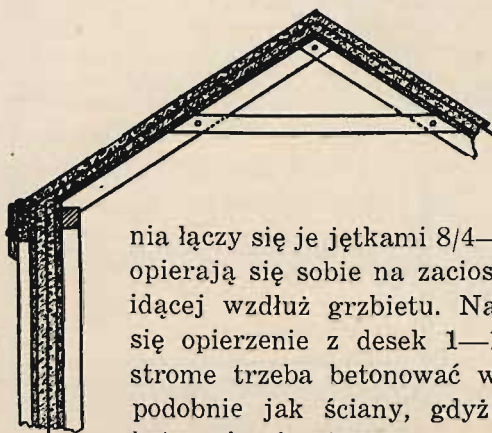 nia łączy się je jętkami 8/4—
opierają się sobie na zacios
idącej wzdłuż grzbietu. Na
się opierzenie z desek 1—
strome trzeba betonować w
podobnie jak ściany, gdyż